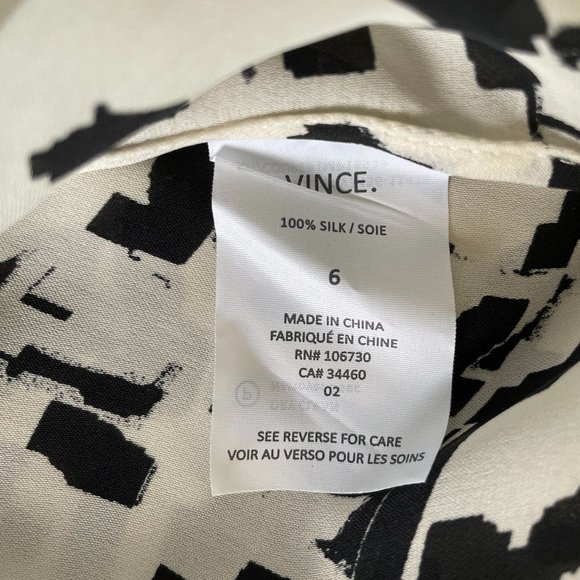 VINCE.
100% SILK / SOIE
6
MADE IN CHINA
FABRIQUÉ EN CHINE
RN# 106730
CA# 34460
02
SEE REVERSE FOR CARE
VOIR AU VERSO POUR LES SOINS